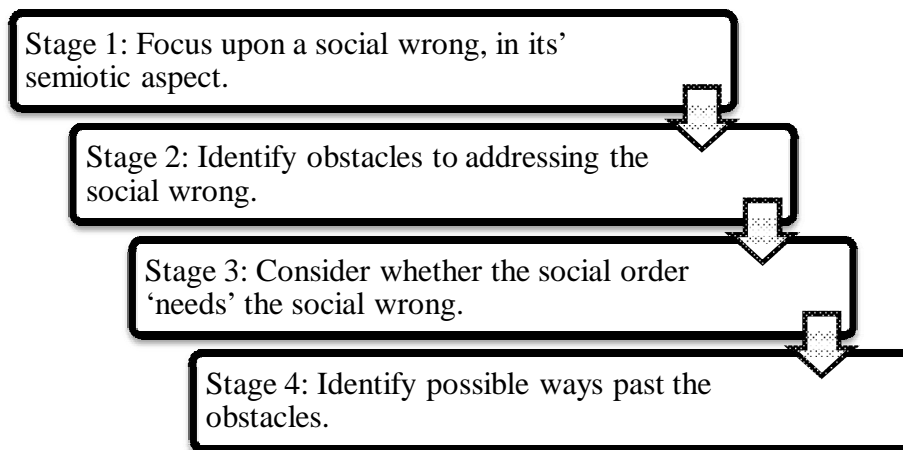 Stage 1: Focus upon a social wrong, in its’
semiotic aspect.
Stage 2: Identify obstacles to addressing the
social wrong.
Stage 3: Consider whether the social order
‘needs’ the social wrong.
Stage 4: Identify possible ways past the
obstacles.